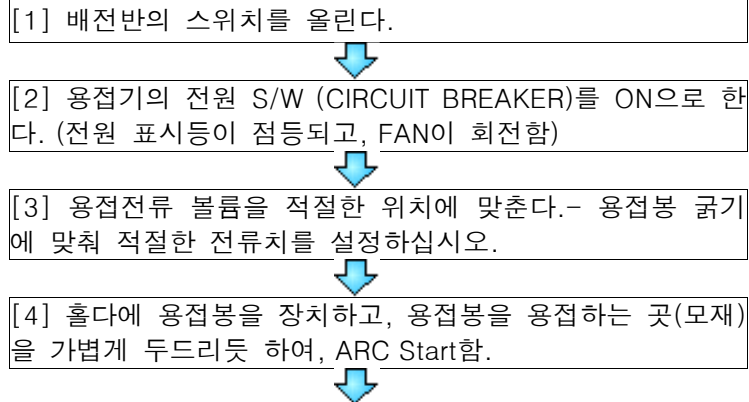 [1] 배전반의 스위치를 올린다.
[2] 용접기의 전원 S/W (CIRCUIT BREAKER)를 ON으로 한
다. (전원 표시등이 점등되고, FAN이 회전함)
[3] 용접전류 볼륨을 적절한 위치에 맞춘다.- 용접봉 굵기
에 맞춰 적절한 전류치를 설정하십시오.
[4] 홀다에 용접봉을 장치하고, 용접봉을 용접하는 곳(모재)
을 가볍게 두드리듯 하여, ARC Start함.